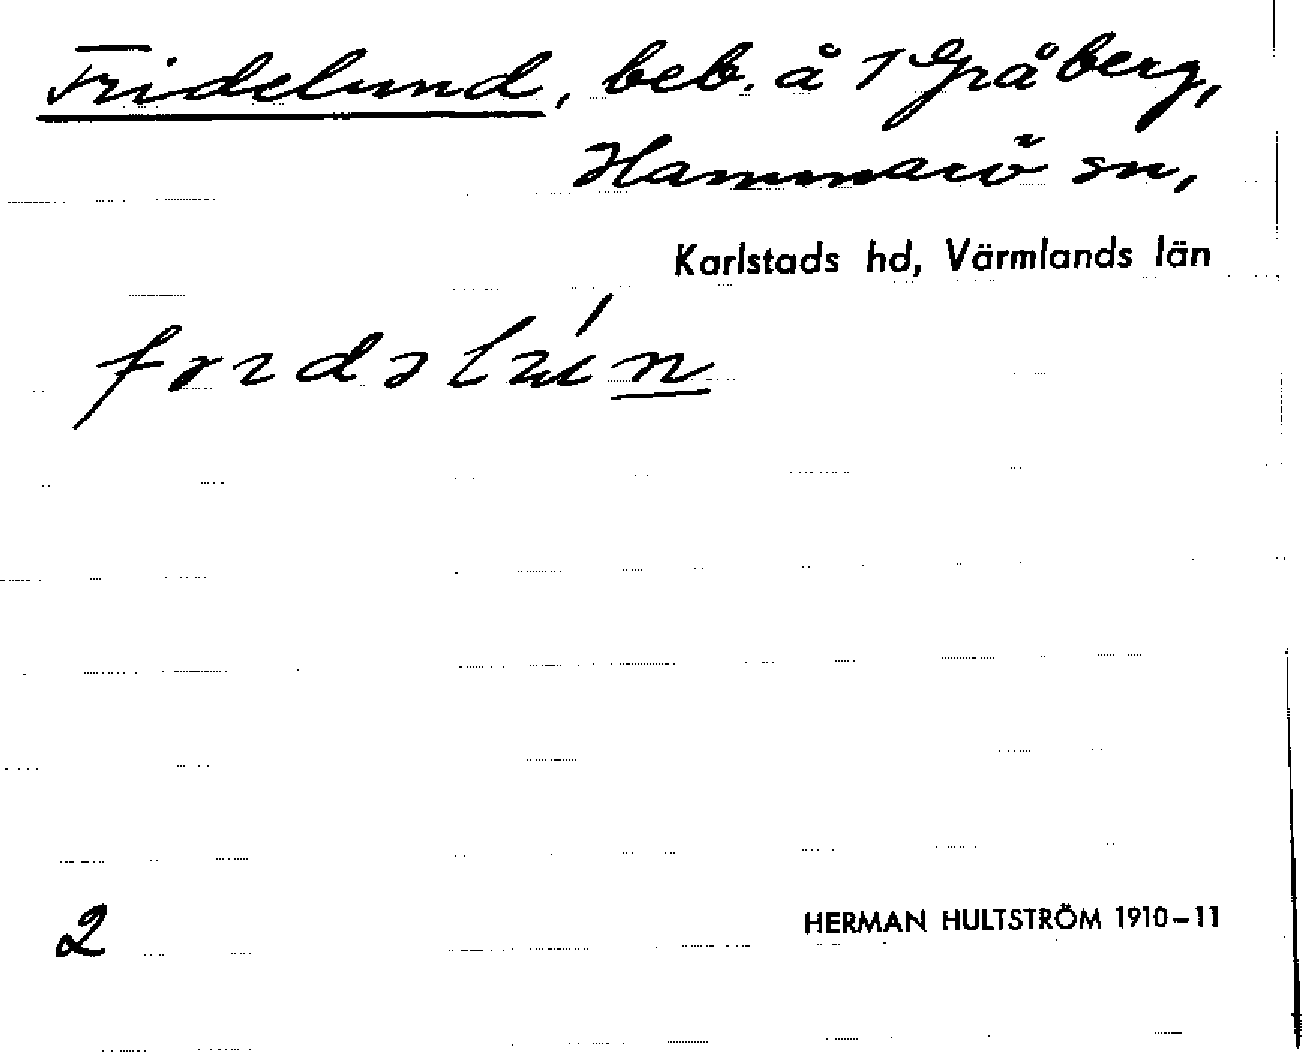 Fridelund, beb. å 1 Gråberg,
Hammarö sn,
Karlstads hd, Värmlands län
2
HERMAN HULTSTRÖM 1910–11